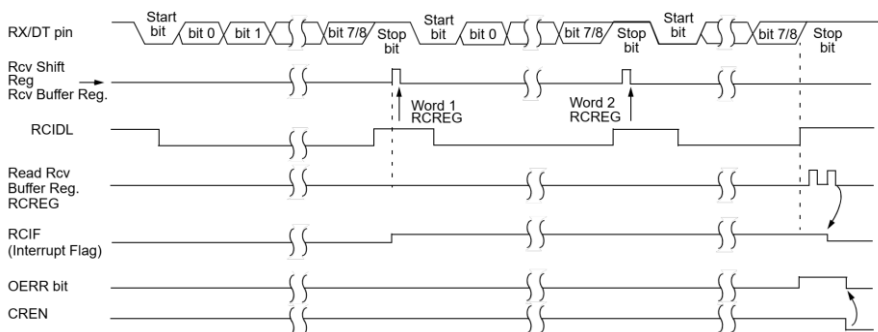 RX/DT pin
Start
bit
bit 0
bit 1
bit 7/8
Stop
bit
Start
bit
bit 0
bit 7/8
Stop
bit
Start
bit
bit 7/8
Stop
bit
Rcv Shift
Reg
Rcv Buffer Reg.
Word 1
RCREG
Word 2
RCREG
RCIDL
Read Rcv
Buffer Reg.
RCREG
RCIF
(Interrupt Flag)
OERR bit
CREN